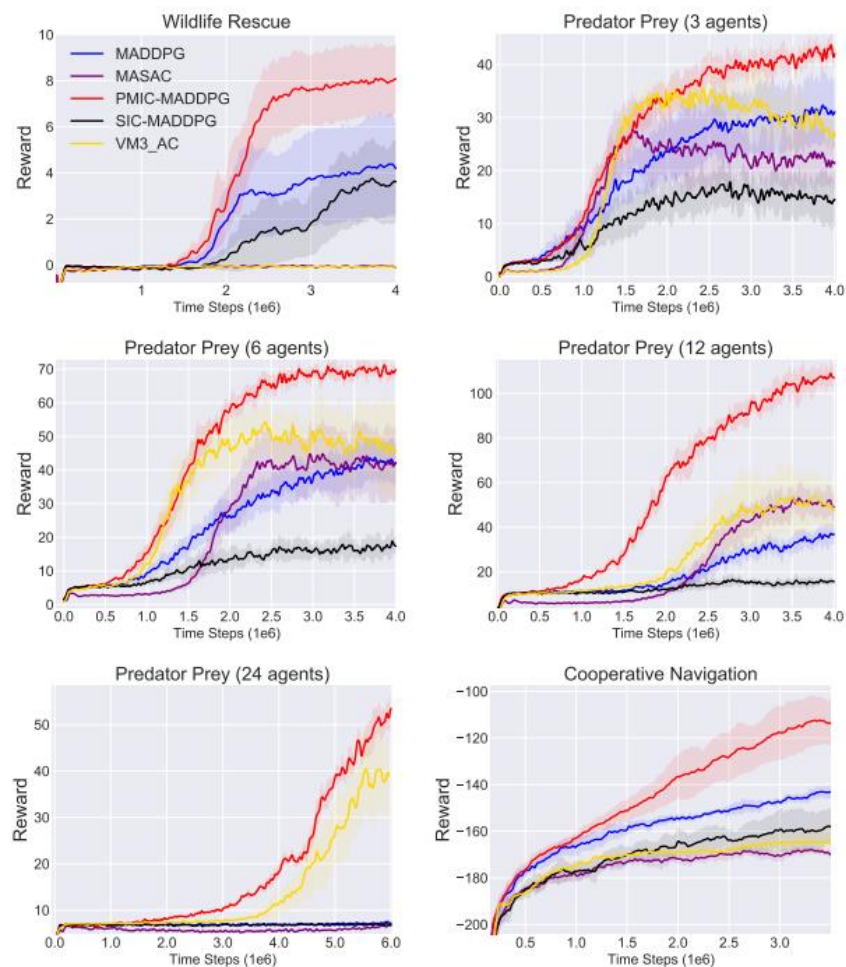 Wildlife Rescue
10
8
6
4
2
0
Reward
MADDPG
MASAC
PMIC-MADDPG
SIC-MADDPG
VM3_AC
1 2 3 4
Time Steps (1e6)
Predator Prey (3 agents)
40
30
20
10
0
Reward
0.0 0.5 1.0 1.5 2.0 2.5 3.0 3.5 4.0
Time Steps (1e6)
Predator Prey (6 agents)
70
60
50
40
30
20
10
0
Reward
0.0 0.5 1.0 1.5 2.0 2.5 3.0 3.5 4.0
Time Steps (1e6)
Predator Prey (12 agents)
100
80
60
40
20
Reward
0.0 0.5 1.0 1.5 2.0 2.5 3.0 3.5 4.0
Time Steps (1e6)
Predator Prey (24 agents)
50
40
30
20
10
Reward
0.0 1.0 2.0 3.0 4.0 5.0 6.0
Time Steps (1e6)
Cooperative Navigation
−100
−120
−140
−160
−180
−200
Reward
0.5 1.0 1.5 2.0 2.5 3.0
Time Steps (1e6)